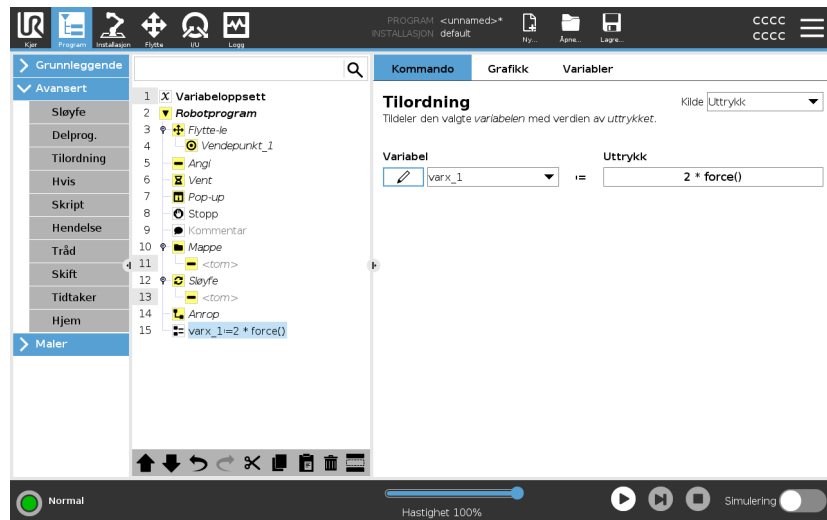 UR
Kjør
Program
Installasjon
Flytte
I/U
Logg
PROGRAM <unnamed>*
INSTALLASJON default
Ny...
Åpne...
Lagre...
cccc
cccc
Grunnleggende
Avansert
Sløyfe
Delprog.
Tilordning
Hvis
Skript
Hendelse
Tråd
Skift
Tidtaker
Hjem
Maler
1 X Variabeloppsett
2 Robotprogram
3 Flytte-le
4 Vendepunkt_1
5 Angi
6 Vent
7 Pop-up
8 Stopp
9 Kommentar
10 Mappe
11 <tom>
12 Sløyfe
13 <tom>
14 Anrop
15 varx_1:=2 * force()
Kommando Grafikk Variabler
Tilordning
Kilde Uttrykk
Tildeler den valgte variabelen med verdien av uttrykket.
Variabel Uttrykk
varx_1 := 2 * force()
Normal
Hastighet 100%
Simulering